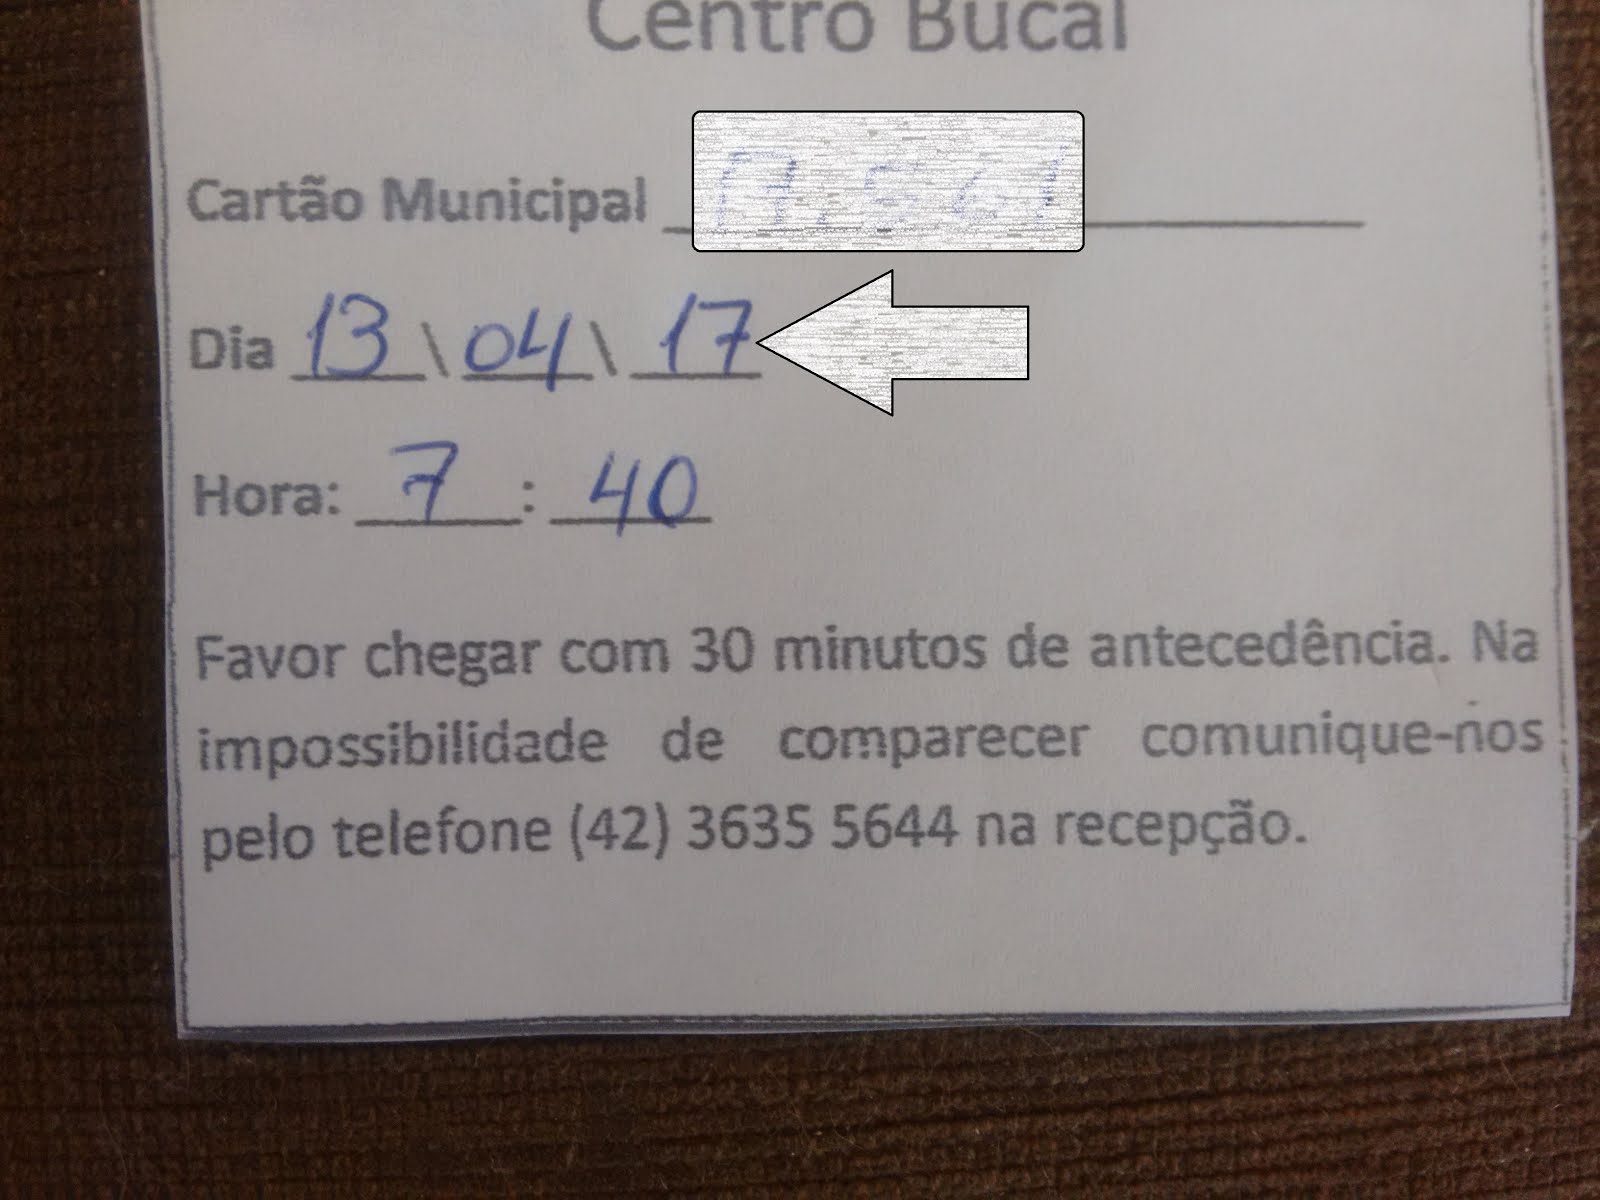 Centro Bucal
Cartão Municipal
Dia 13 \ 04 \ 17
Hora: 7 : 40
Favor chegar com 30 minutos de antecedência. Na
impossibilidade de comparecer comunique-nos
pelo telefone (42) 3635 5644 na recepção.